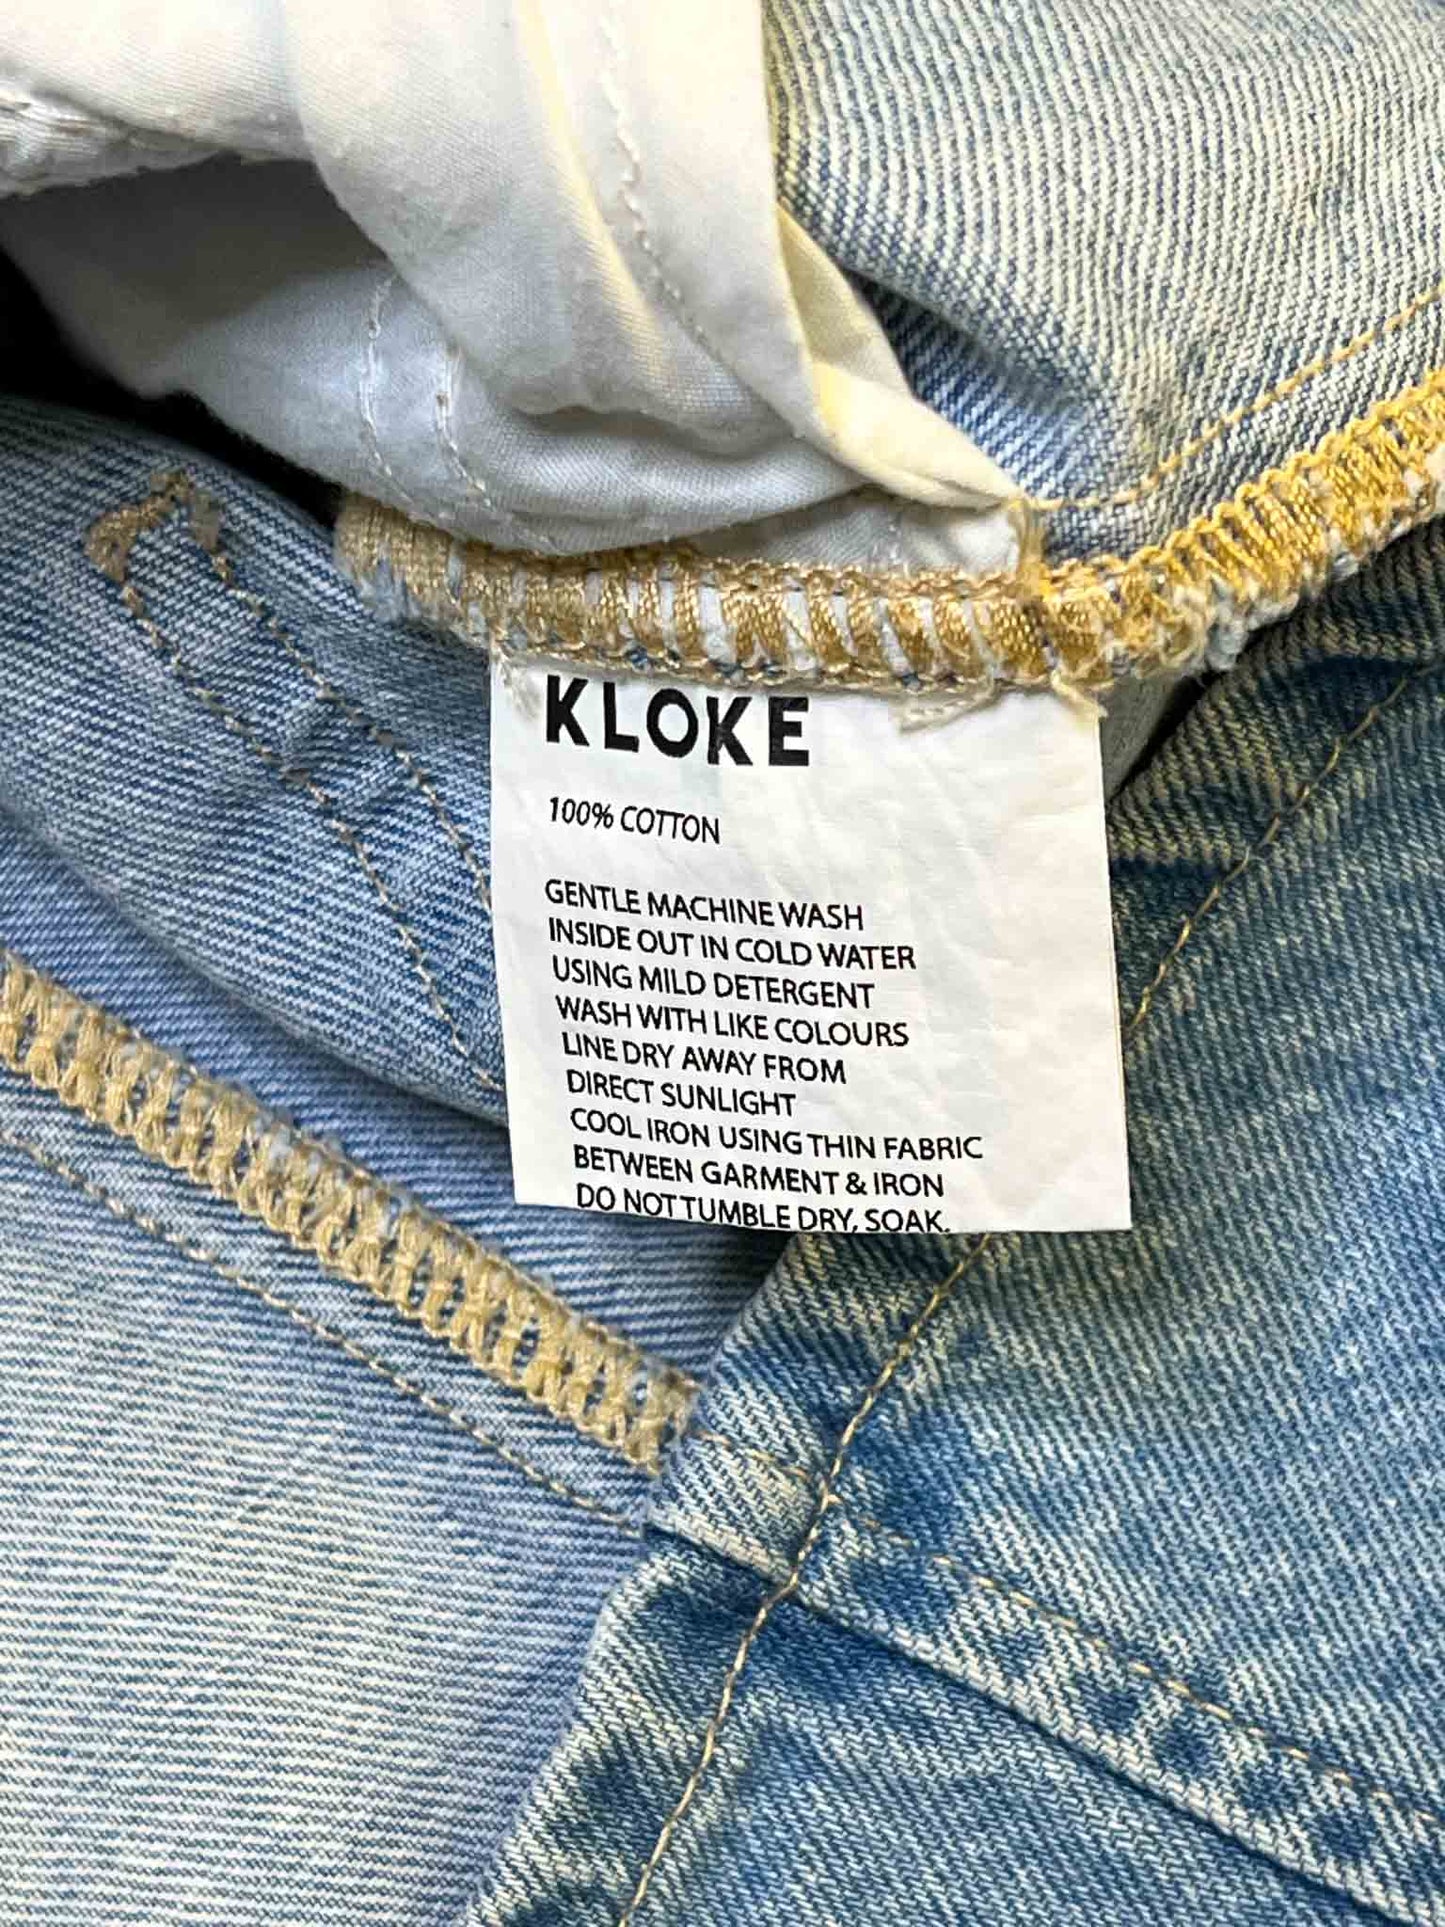 KLOKE
100% COTTON
GENTLE MACHINE WASH
INSIDE OUT IN COLD WATER
USING MILD DETERGENT
WASH WITH LIKE COLOURS
LINE DRY AWAY FROM
DIRECT SUNLIGHT
COOL IRON USING THIN FABRIC
BETWEEN GARMENT & IRON
DO NOT TUMBLE DRY, SOAK.